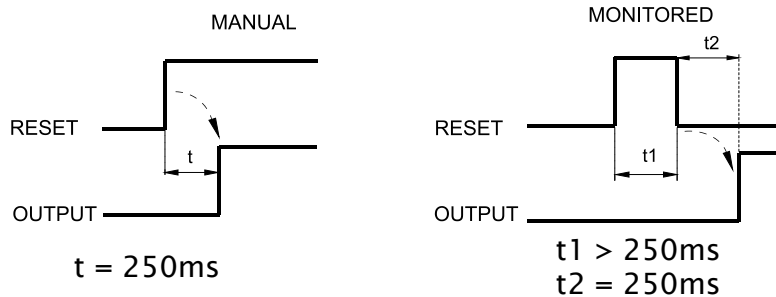 MANUAL
RESET
t
OUTPUT
t = 250ms
MONITORED
t2
RESET
t1
OUTPUT
t1 > 250ms
t2 = 250ms